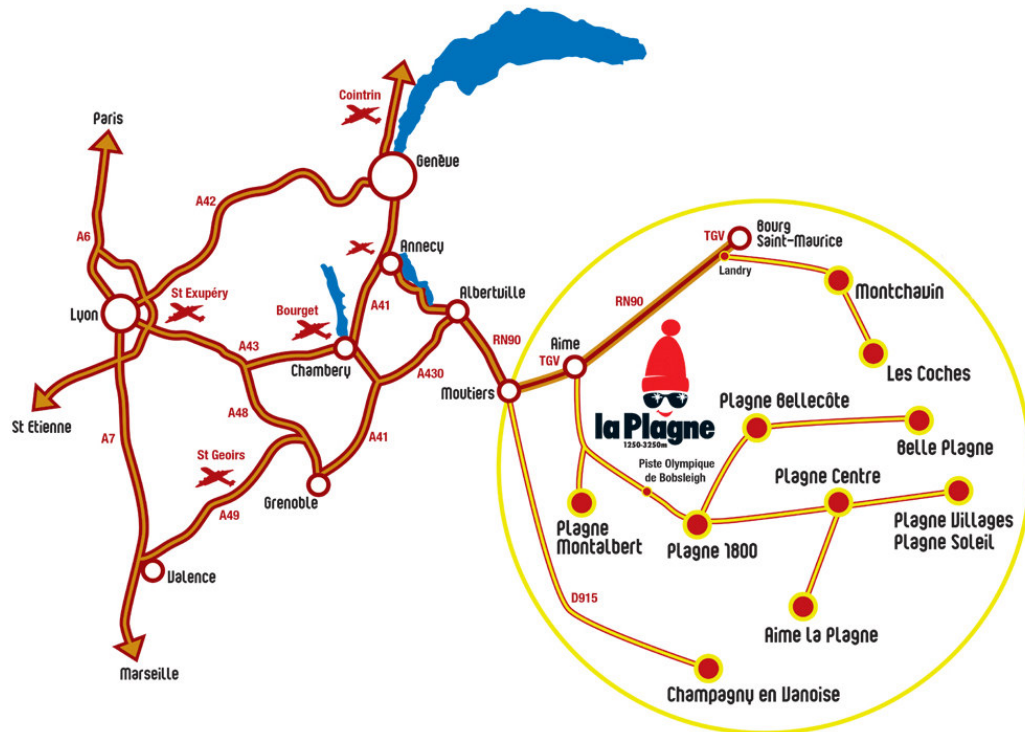 Cointrin
Paris
Genève
A42
A6
Annecy
Bourg
Saint-Maurice
TGV
Landry
Montchavin
St Exupéry
Lyon
Bourget
A41
Albertville
RN90
A43
Chambery
A430
RN90
Aime
TGV
Les Coches
Moutiers
la Plagne
1250-3250m
Plagne Bellecôte
Belle Plagne
St Etienne
A7
A48
A41
St Geoirs
Grenoble
A49
Piste Olympique
de Bobsleigh
Plagne Centre
Plagne
Montalbert
Plagne 1800
Plagne Villages
Plagne Soleil
Valence
D915
Aime la Plagne
Marseille
Champagny en Vanoise